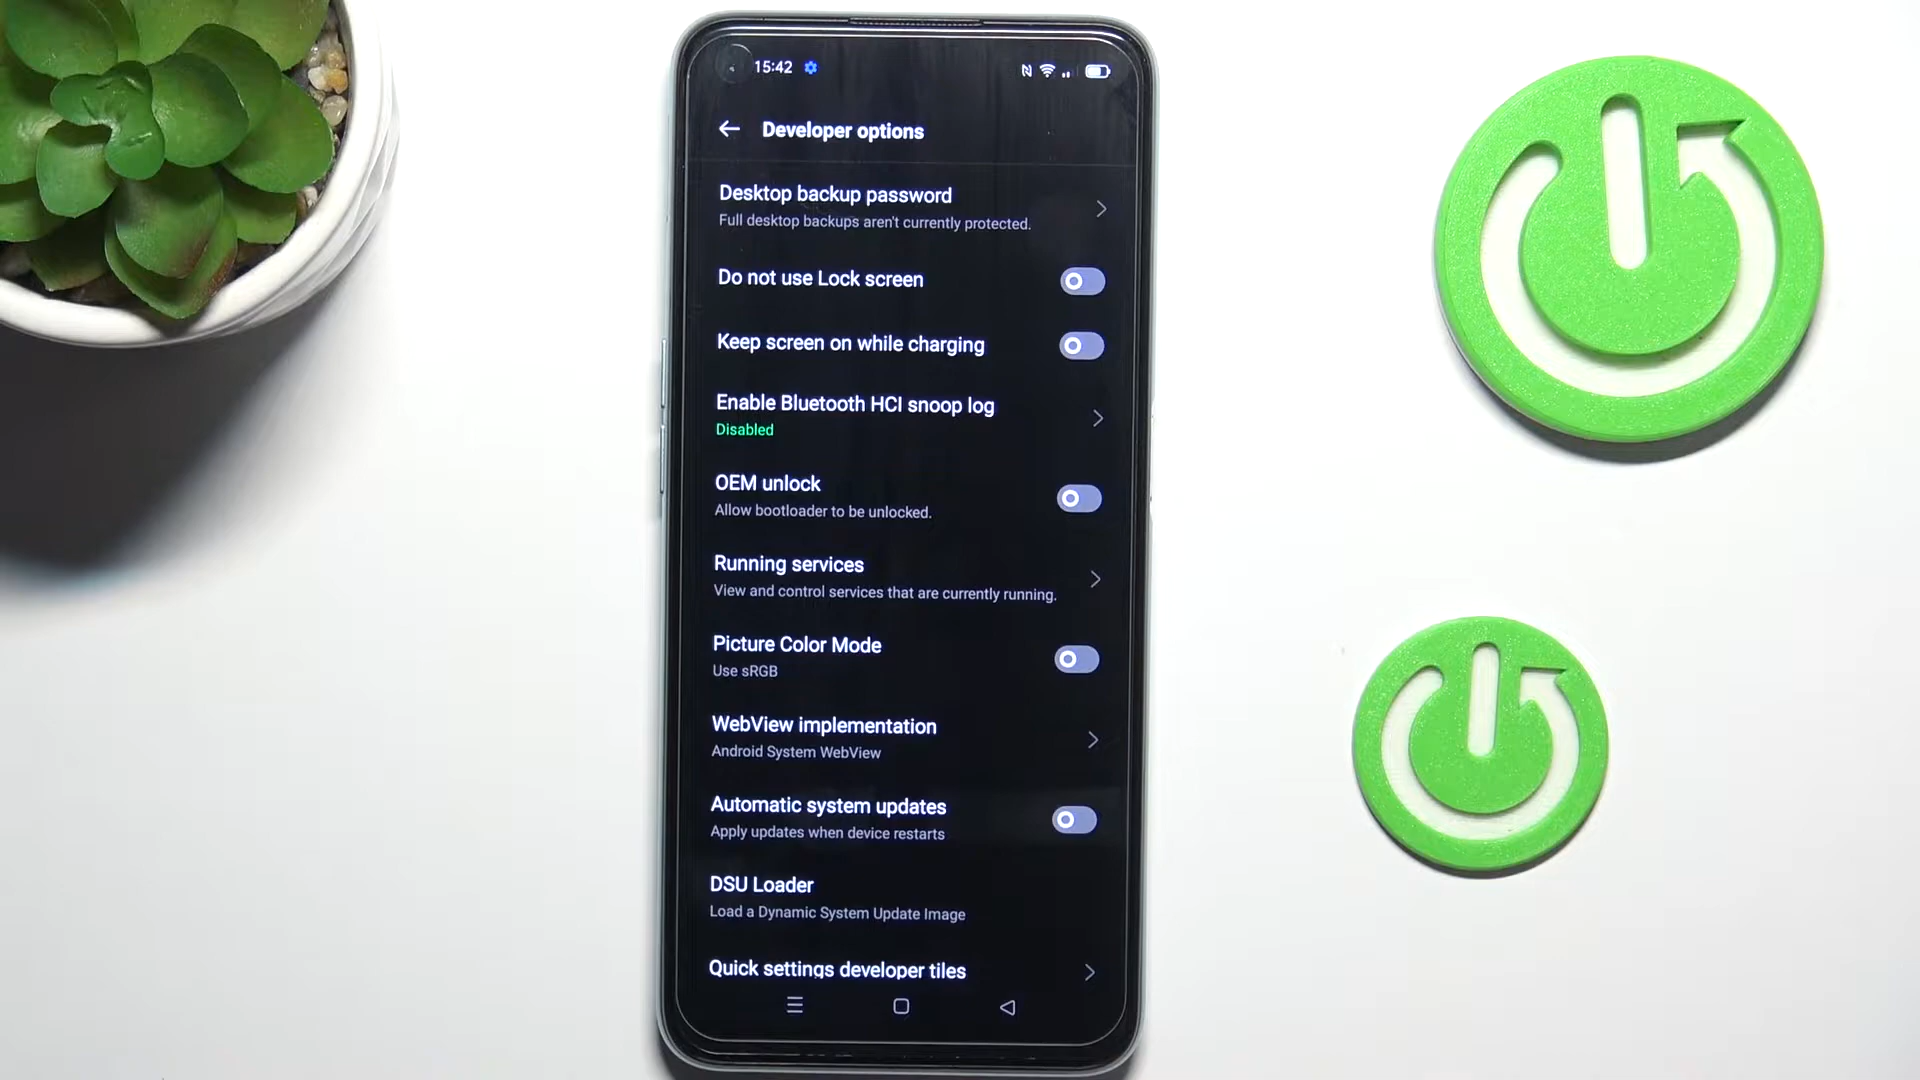 15:42
Developer options
Desktop backup password
Full desktop backups aren't currently protected.
Do not use Lock screen
Keep screen on while charging
Enable Bluetooth HCI snoop log
Disabled
OEM unlock
Allow bootloader to be unlocked.
Running services
View and control services that are currently running.
Picture Color Mode
Use sRGB
WebView implementation
Android System WebView
Automatic system updates
Apply updates when device restarts
DSU Loader
Load a Dynamic System Update Image
Quick settings developer tiles